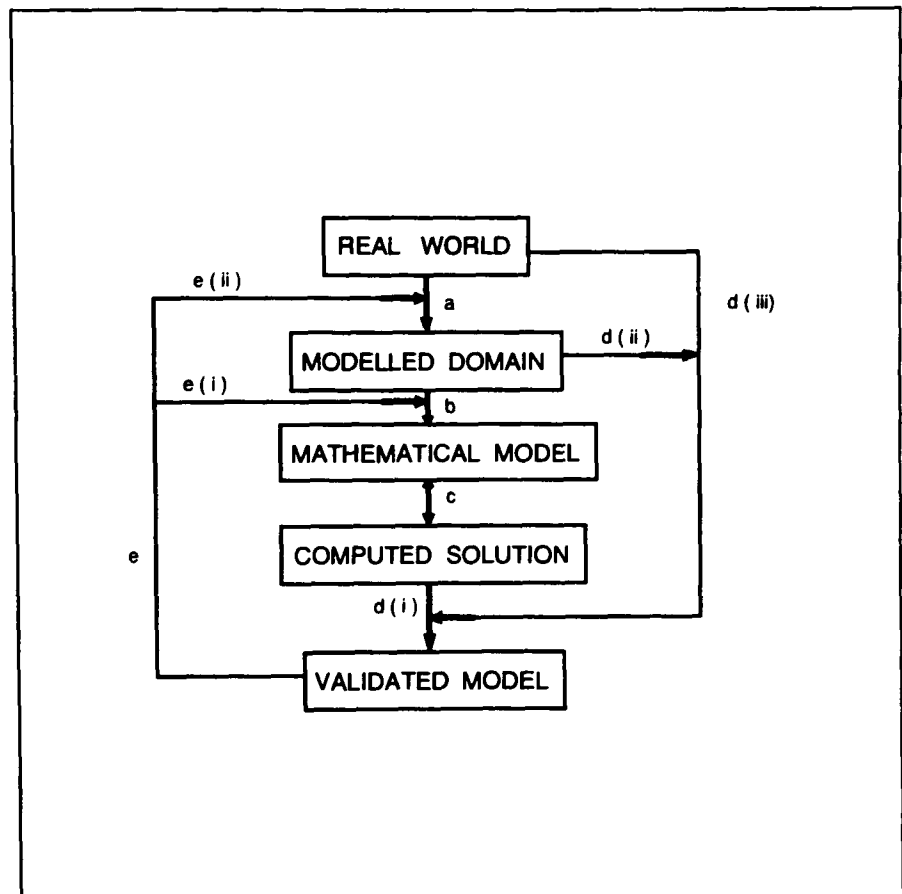 REAL WORLD
e ( ii )
a
d ( iii )
MODELLED DOMAIN
d ( ii )
e ( i )
b
MATHEMATICAL MODEL
c
COMPUTED SOLUTION
e
d ( i )
VALIDATED MODEL